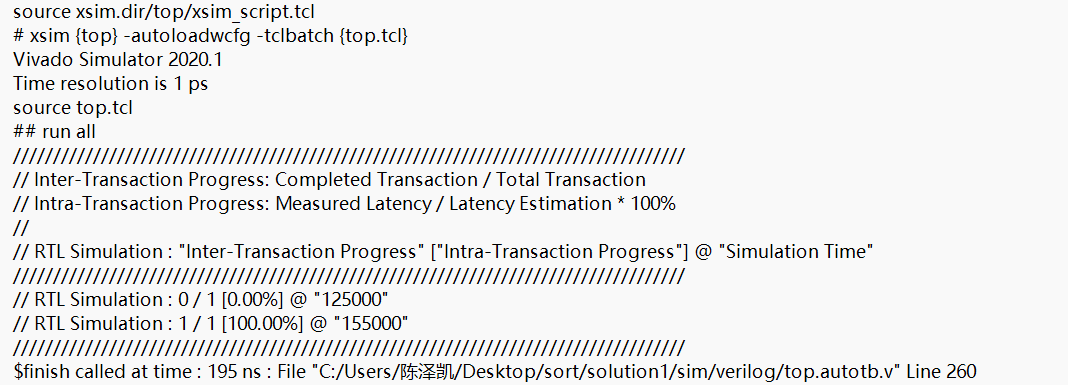 source xsim.dir/top/xsim_script.tcl
# xsim {top} -autoloadwcfg -tclbatch {top.tcl}
Vivado Simulator 2020.1
Time resolution is 1 ps
source top.tcl
## run all
////////////////////////////////////////////////////////////////////////////////////
// Inter-Transaction Progress: Completed Transaction / Total Transaction
// Intra-Transaction Progress: Measured Latency / Latency Estimation * 100%
//
// RTL Simulation : "Inter-Transaction Progress" ["Intra-Transaction Progress"] @ "Simulation Time"
////////////////////////////////////////////////////////////////////////////////////
// RTL Simulation : 0 / 1 [0.00%] @ "125000"
// RTL Simulation : 1 / 1 [100.00%] @ "155000"
////////////////////////////////////////////////////////////////////////////////////
$finish called at time : 195 ns : File "C:/Users/陈泽凯/Desktop/sort/solution1/sim/verilog/top.autotb.v" Line 260